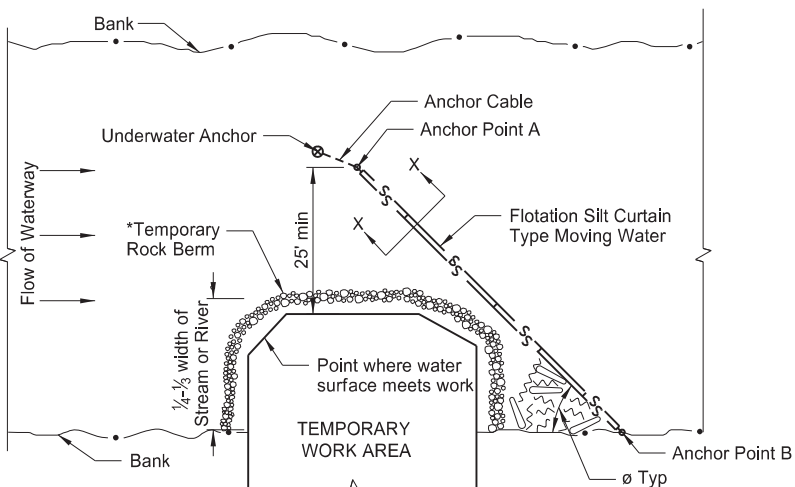 Bank
Anchor Cable
Underwater Anchor
Anchor Point A
X
X
Flow of Waterway
*Temporary
Rock Berm
25' min
Flotation Silt Curtain
Type Moving Water
SS
SS
SS
SS
SS
¼-⅓ width of
Stream or River
Point where water
surface meets work
TEMPORARY
WORK AREA
Bank
Anchor Point B
ø Typ